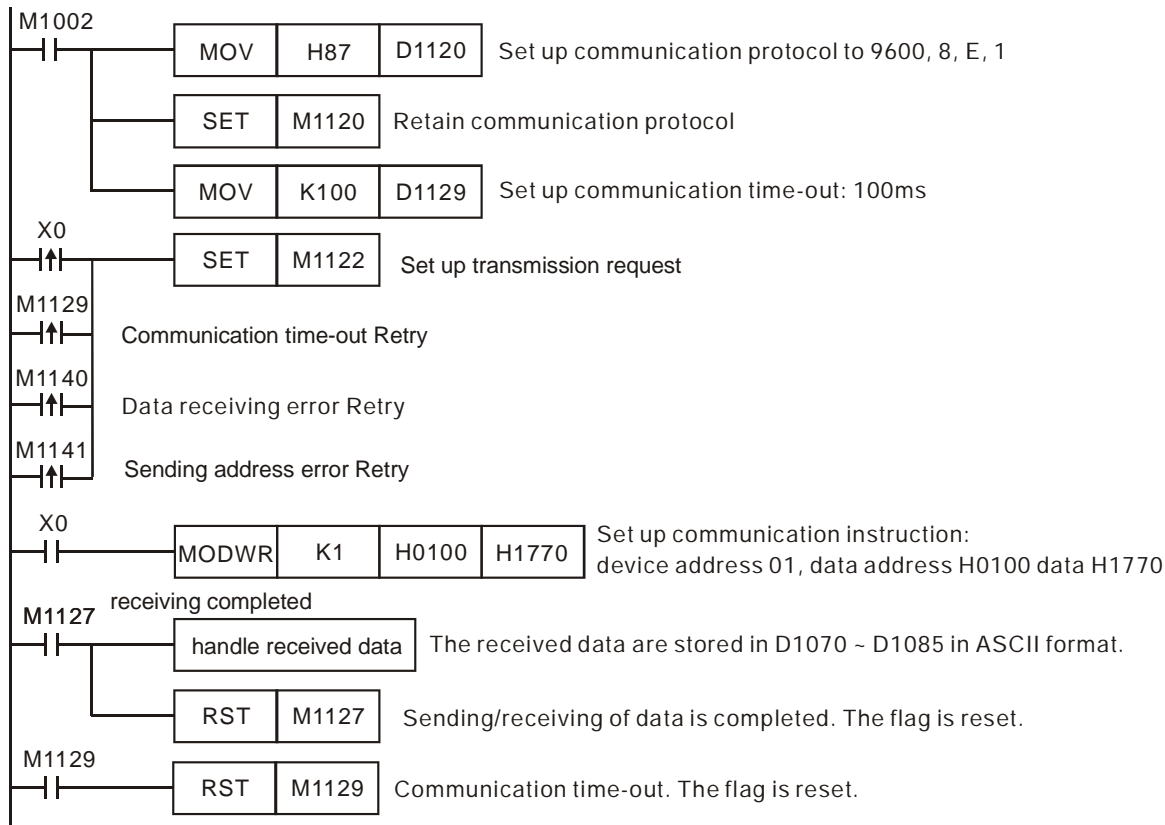 M1002
MOV H87 D1120 Set up communication protocol to 9600, 8, E, 1
SET M1120 Retain communication protocol
MOV K100 D1129 Set up communication time-out: 100ms
X0
SET M1122 Set up transmission request
M1129
Communication time-out Retry
M1140
Data receiving error Retry
M1141
Sending address error Retry
X0
MODWR K1 H0100 H1770 Set up communication instruction:
device address 01, data address H0100 data H1770
receiving completed
M1127
handle received data The received data are stored in D1070 ~ D1085 in ASCII format.
RST M1127 Sending/receiving of data is completed. The flag is reset.
M1129
RST M1129 Communication time-out. The flag is reset.